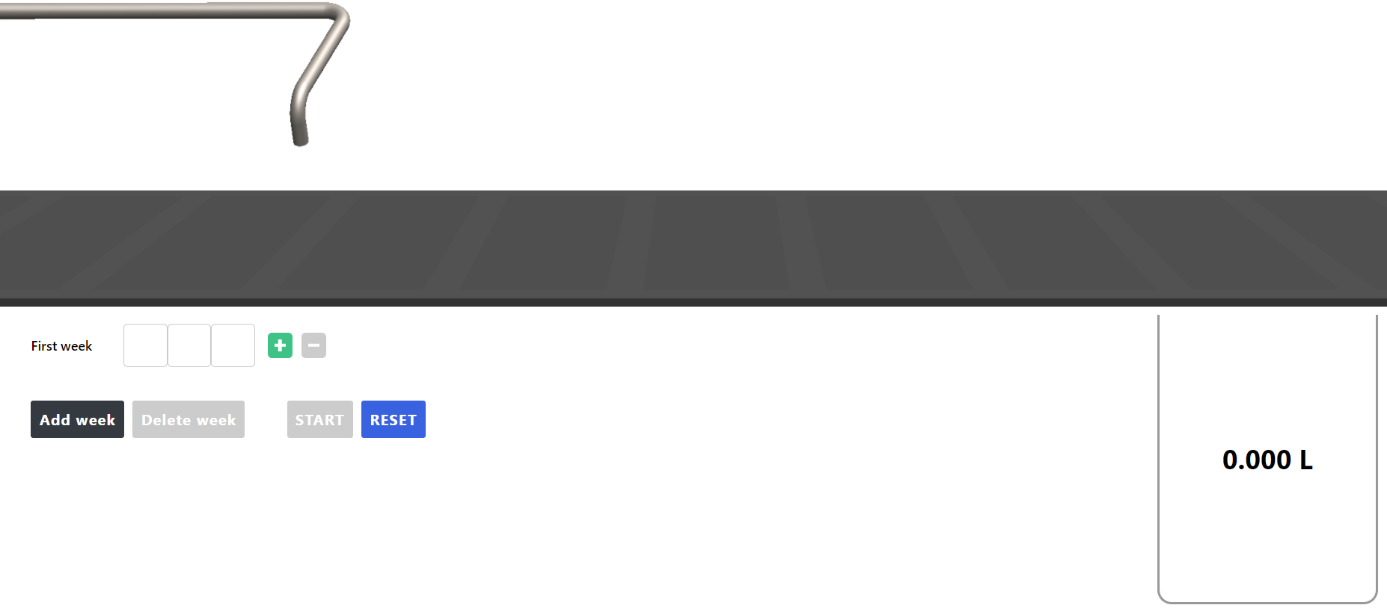 First week
Add week Delete week START RESET
0.000 L